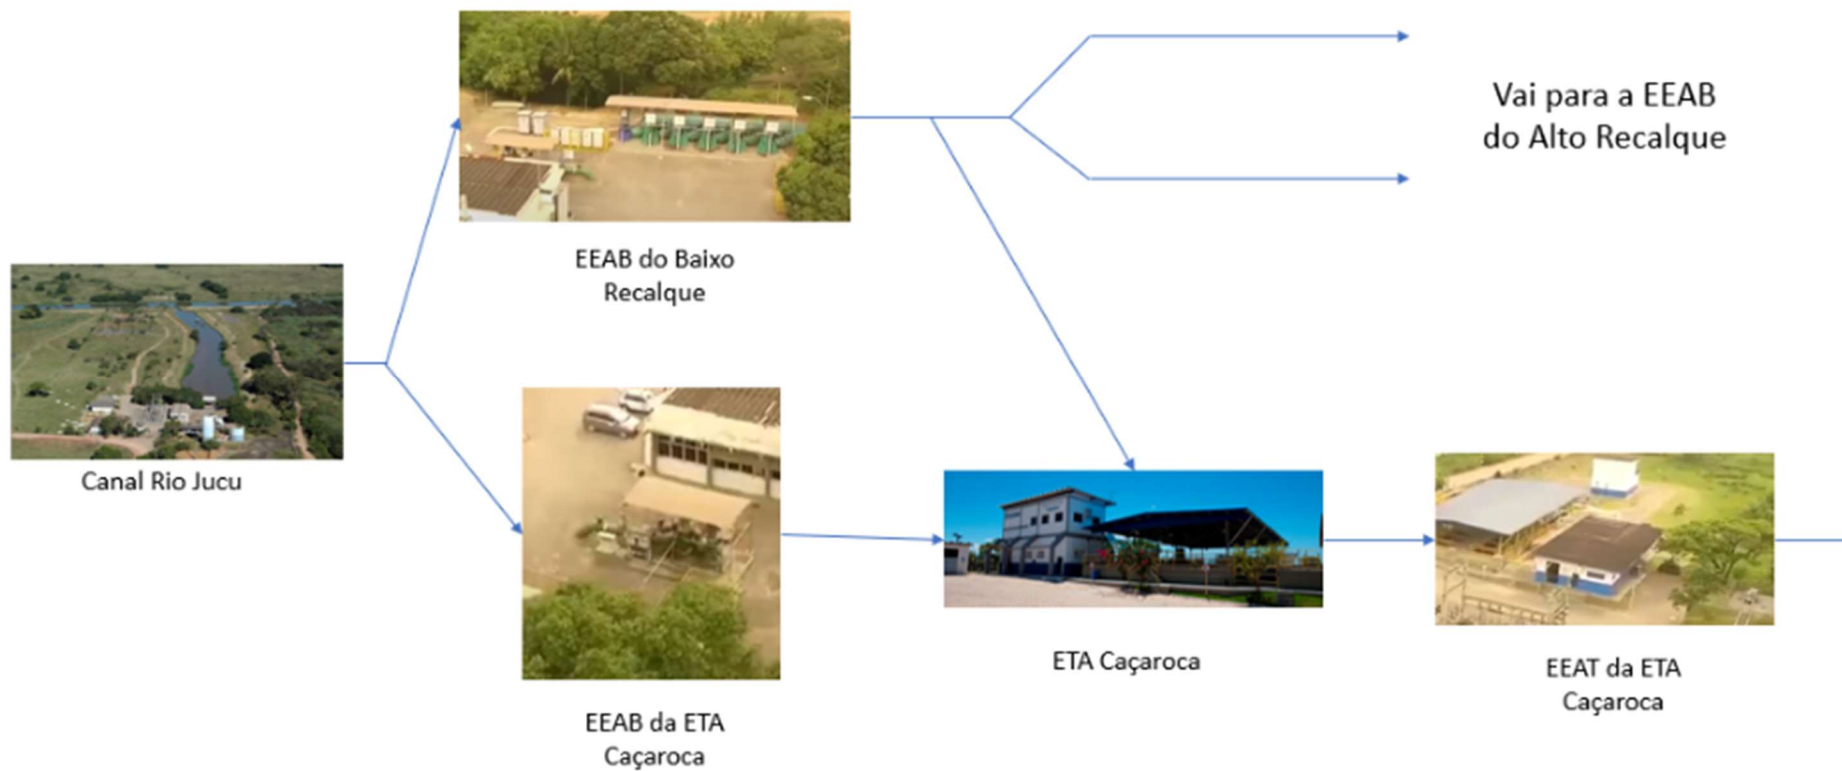 Vai para a EEAB
do Alto Recalque
EEAB do Baixo
Recalque
Canal Rio Jucu
ETA Caçaroca
EEAT da ETA
Caçaroca
EEAB da ETA
Caçaroca